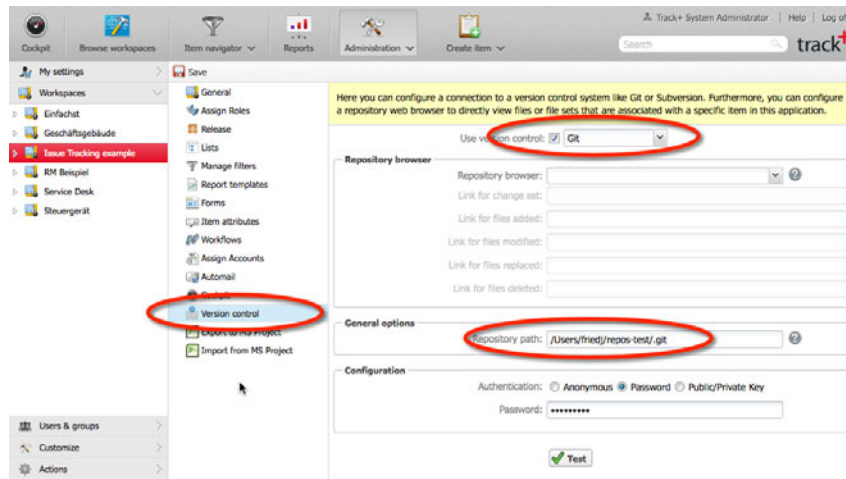 Track+ System Administrator | Help | Log of
Cockpit Browse workspaces Item navigator Reports Administration Create item Search track+
My settings
Workspaces
Einfachst
Geschäftsgebäude
Issue Tracking example
RM Beispiel
Service Desk
Steuergerät
Users & groups
Customize
Actions
Save
General
Assign Roles
Release
Lists
Manage filters
Report templates
Forms
Item attributes
Workflows
Assign Accounts
Automail
Cockpit
Version control
Export to MS Project
Import from MS Project
Here you can configure a connection to a version control system like Git or Subversion. Furthermore, you can configure
a repository web browser to directly view files or file sets that are associated with a specific item in this application.
Use version control: Git
Repository browser
Repository browser:
Link for change set:
Link for files added:
Link for files modified:
Link for files replaced:
Link for files deleted:
General options
Repository path: /Users/friedj/repos-test/.git
Configuration
Authentication: Anonymous Password Public/Private Key
Password: •••••••••
Test